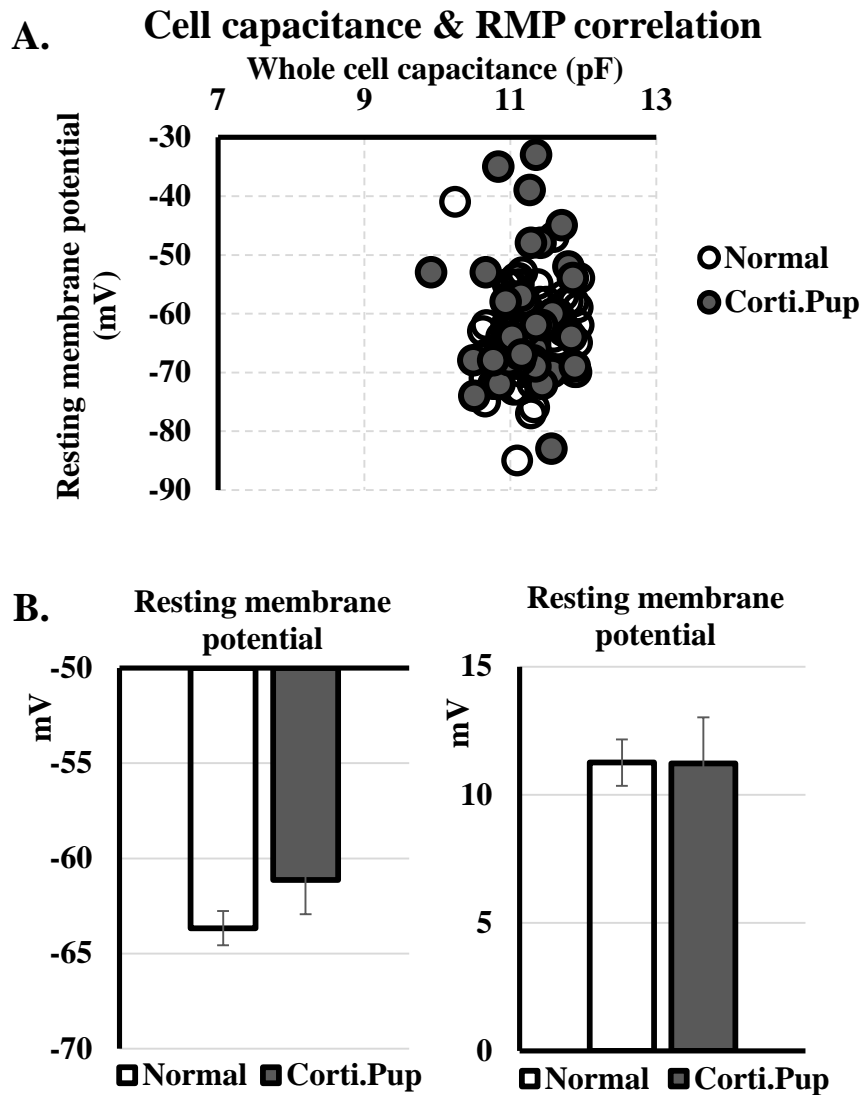 A.
Cell capacitance & RMP correlation
Whole cell capacitance (pF)
7 9 11 13
Resting membrane potential
(mV)
-30
-40
-50
-60
-70
-80
-90
Normal
Corti.Pup
B.
Resting membrane
potential
mV
-50
-55
-60
-65
-70
Normal Corti.Pup
Resting membrane
potential
mV
15
10
5
0
Normal Corti.Pup